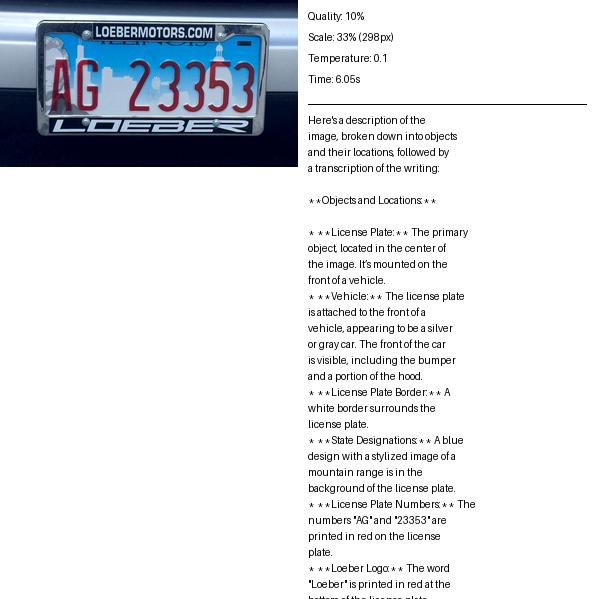 LOEBERMOTORS.COM
ILLINOIS
AG 23353
LOEBER
Quality: 10%
Scale: 33% (298px)
Temperature: 0.1
Time: 6.05s
Here's a description of the
image, broken down into objects
and their locations, followed by
a transcription of the writing:
**Objects and Locations:**
* **License Plate:** The primary
object, located in the center of
the image. It's mounted on the
front of a vehicle.
* **Vehicle:** The license plate
is attached to the front of a
vehicle, appearing to be a silver
or gray car. The front of the car
is visible, including the bumper
and a portion of the hood.
* **License Plate Border:** A
white border surrounds the
license plate.
* **State Designations:** A blue
design with a stylized image of a
mountain range is in the
background of the license plate.
* **License Plate Numbers:** The
numbers "AG" and "23353" are
printed in red on the license
plate.
* **Loeber Logo:** The word
"Loeber" is printed in red at the